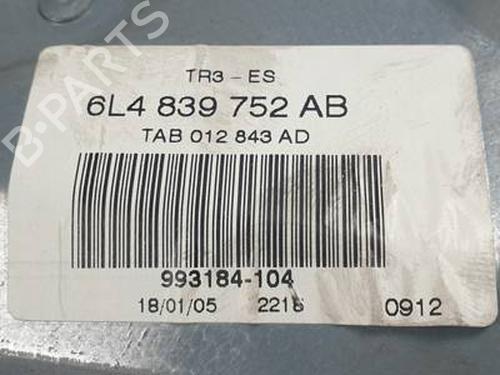 B-PARTS
TR3 - ES
6L4 839 752 AB
TAB 012 843 AD
993184-104
18/01/05 2218 0912